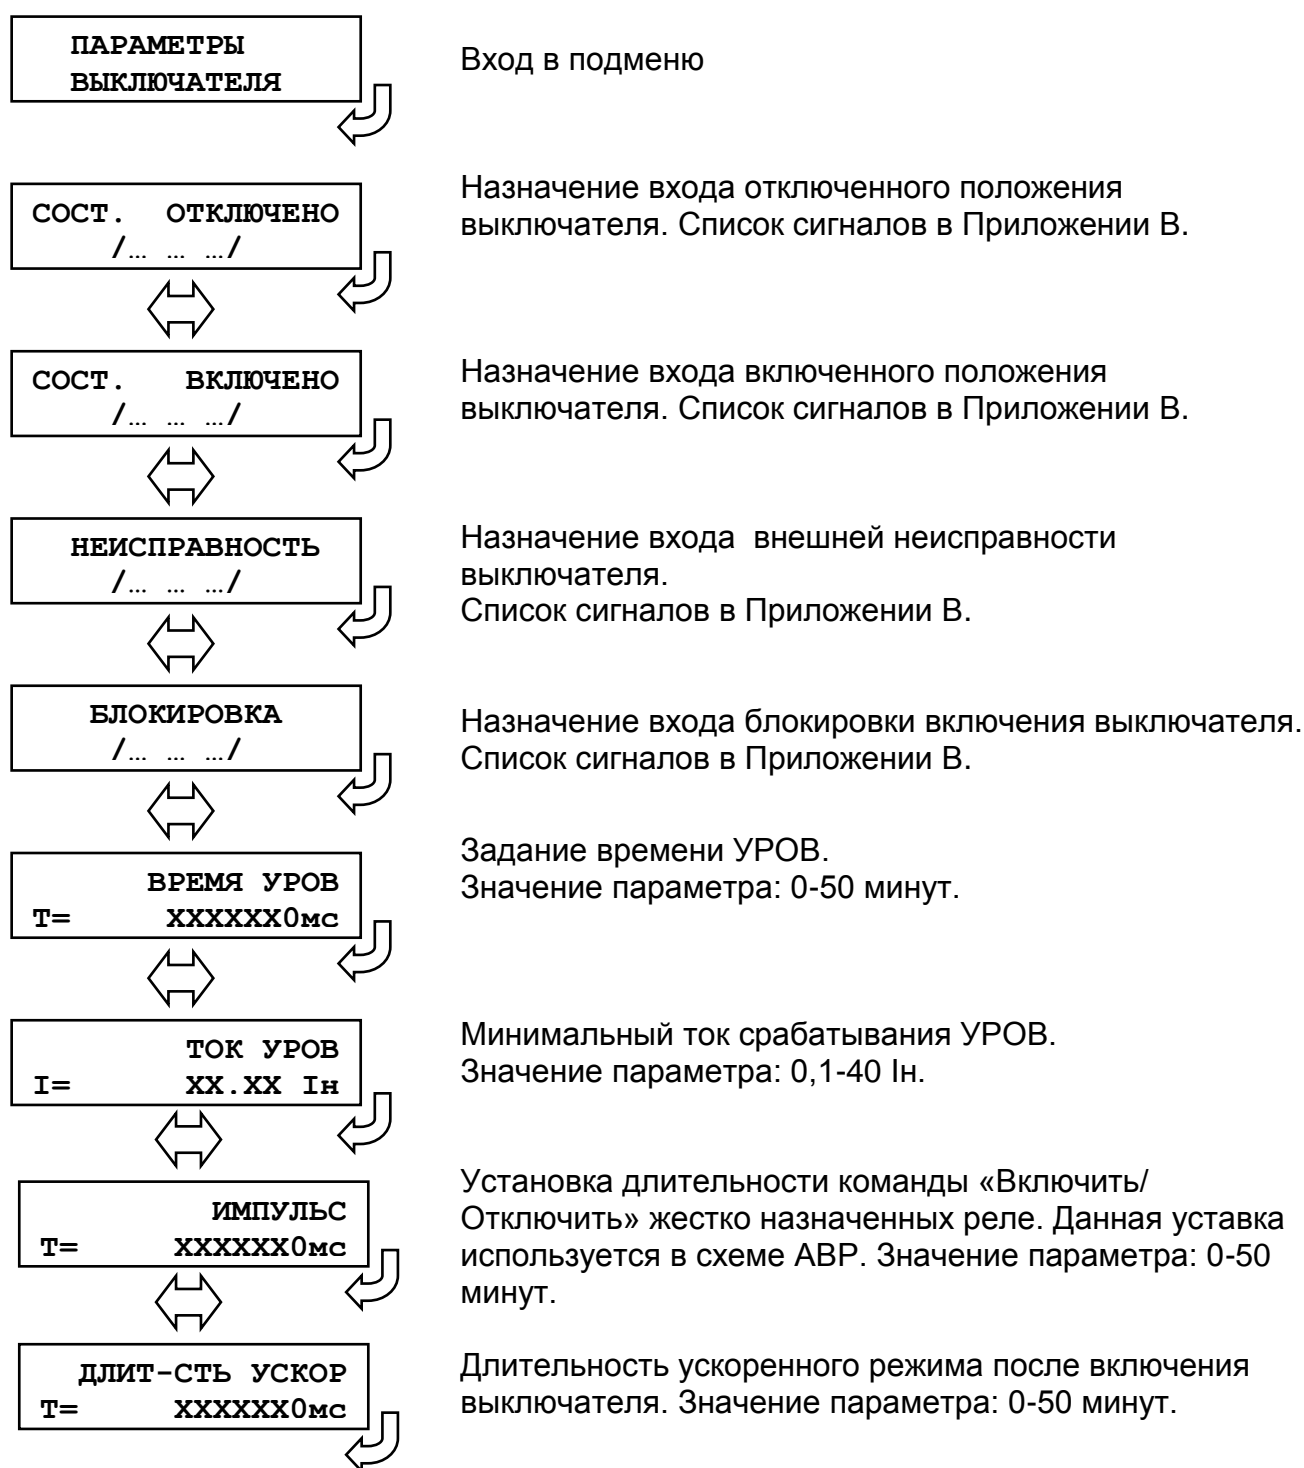 ПАРАМЕТРЫ
ВЫКЛЮЧАТЕЛЯ
Вход в подменю
СОСТ. ОТКЛЮЧЕНО
/… … …/
Назначение входа отключенного положения
выключателя. Список сигналов в Приложении В.
СОСТ. ВКЛЮЧЕНО
/… … …/
Назначение входа включенного положения
выключателя. Список сигналов в Приложении В.
НЕИСПРАВНОСТЬ
/… … …/
Назначение входа внешней неисправности
выключателя.
Список сигналов в Приложении В.
БЛОКИРОВКА
/… … …/
Назначение входа блокировки включения выключателя.
Список сигналов в Приложении В.
ВРЕМЯ УРОВ
Т= ХХХХХХ0мс
Задание времени УРОВ.
Значение параметра: 0-50 минут.
ТОК УРОВ
I= ХХ.ХХ Iн
Минимальный ток срабатывания УРОВ.
Значение параметра: 0,1-40 Iн.
ИМПУЛЬС
Т= ХХХХХХ0мс
Установка длительности команды «Включить/
Отключить» жестко назначенных реле. Данная уставка
используется в схеме АВР. Значение параметра: 0-50
минут.
ДЛИТ-СТЬ УСКОР
Т= ХХХХХХ0мс
Длительность ускоренного режима после включения
выключателя. Значение параметра: 0-50 минут.